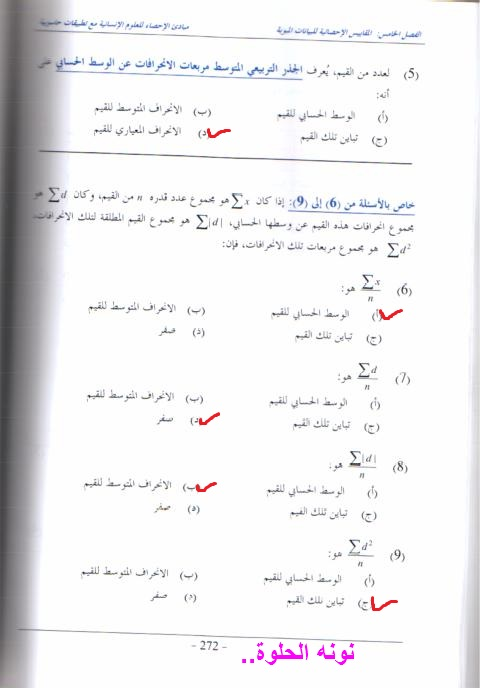 الفصل الخامس: المقاييس الإحصائية للبيانات المبوبة
مبادئ الإحصاء للعلوم الإنسانية مع تطبيقات حاسوبية
(5) لعدد من القيم، يُعرف الجذر التربيعي المتوسط مربعات الانحرافات عن الوسط الحسابي على
أنه:
(أ) الوسط الحسابي للقيم (ب) الانحراف المتوسط للقيم
(ج) تباين تلك القيم (د) الانحراف المعياري للقيم
خاص بالأسئلة من (6) إلى (9): إذا كان ∑x هو مجموع عدد قدره n من القيم، وكان ∑d هو
مجموع انحرافات هذه القيم عن وسطها الحسابي، ∑|d| هو مجموع القيم المطلقة لتلك الانحرافات،
∑d² هو مجموع مربعات تلك الانحرافات، فإن:
(6) ∑x/n هو:
(أ) الوسط الحسابي للقيم (ب) الانحراف المتوسط للقيم
(ج) تباين تلك القيم (د) صفر
(7) ∑d/n هو:
(أ) الوسط الحسابي للقيم (ب) الانحراف المتوسط للقيم
(ج) تباين تلك القيم (د) صفر
(8) ∑|d|/n هو:
(أ) الوسط الحسابي للقيم (ب) الانحراف المتوسط للقيم
(ج) تباين تلك القيم (د) صفر
(9) ∑d²/n هو:
(أ) الوسط الحسابي للقيم (ب) الانحراف المتوسط للقيم
(ج) تباين تلك القيم (د) صفر
- 272 -
نونه الحلوة..